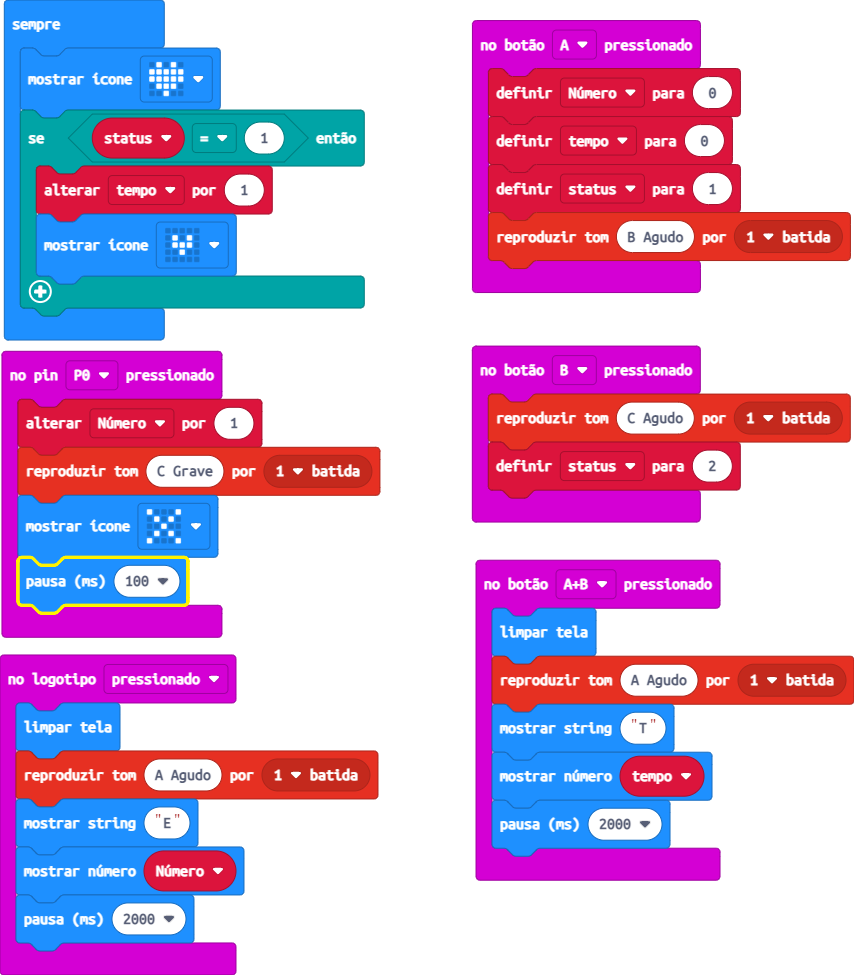 sempre
mostrar ícone
se status = 1 então
alterar tempo por 1
mostrar ícone
no pin P0 pressionado
alterar Número por 1
reproduzir tom C Grave por 1 batida
mostrar ícone
pausa (ms) 100
no logotipo pressionado
limpar tela
reproduzir tom A Agudo por 1 batida
mostrar string "E"
mostrar número Número
pausa (ms) 2000
no botão A pressionado
definir Número para 0
definir tempo para 0
definir status para 1
reproduzir tom B Agudo por 1 batida
no botão B pressionado
reproduzir tom C Agudo por 1 batida
definir status para 2
no botão A+B pressionado
limpar tela
reproduzir tom A Agudo por 1 batida
mostrar string "T"
mostrar número tempo
pausa (ms) 2000